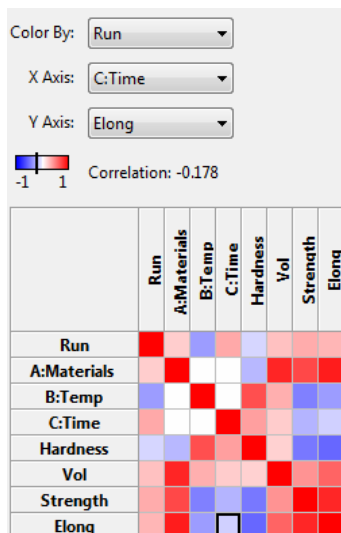 Color By: Run
X Axis: C:Time
Y Axis: Elong
-1 1 Correlation: -0.178
Run A:Materials B:Temp C:Time Hardness Vol Strength Elong
Run
A:Materials
B:Temp
C:Time
Hardness
Vol
Strength
Elong